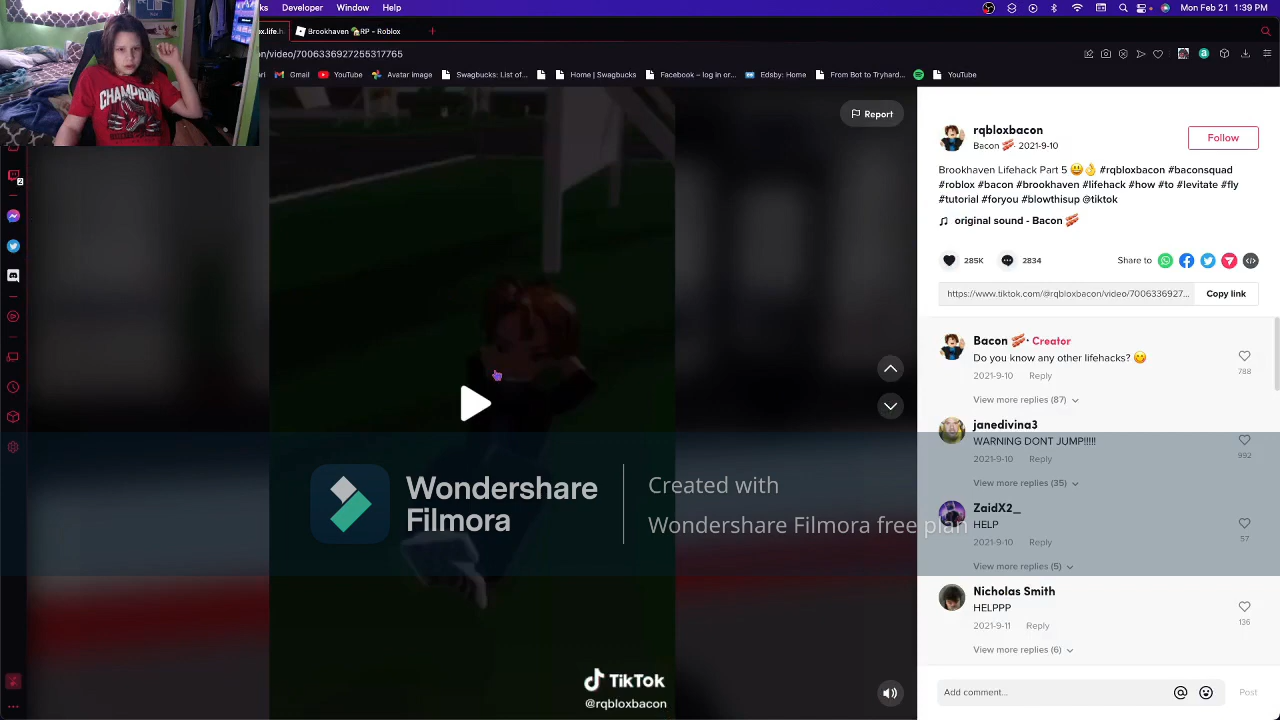 ks Developer Window Help
Mon Feb 21 1:39 PM
ox.life.h
Brookhaven 🏡RP - Roblox
on/video/7006336927255317765
Gmail
YouTube
Avatar image
Swagbucks: List of...
Home | Swagbucks
Facebook – log in or...
Edsby: Home
From Bot to Tryhard...
YouTube
CHAMPIONS
2
Report
rqbloxbacon
Bacon 🥓· 2021-9-10
Follow
Brookhaven Lifehack Part 5 😃👌 #rqbloxbacon #baconsquad
#roblox #bacon #brookhaven #lifehack #how #to #levitate #fly
#tutorial #foryou #blowthisup @tiktok
original sound - Bacon 🥓
285K
2834
Share to
https://www.tiktok.com/@rqbloxbacon/video/7006336927...
Copy link
Bacon 🥓· Creator
Do you know any other lifehacks? 😋
2021-9-10 Reply
788
View more replies (87)
janedivina3
WARNING DONT JUMP!!!!!
2021-9-10 Reply
992
View more replies (35)
ZaidX2_
HELP
2021-9-10 Reply
57
View more replies (5)
Nicholas Smith
HELPPP
2021-9-11 Reply
136
View more replies (6)
Add comment...
Post
Wondershare
Filmora
Created with
Wondershare Filmora free plan
TikTok
@rqbloxbacon